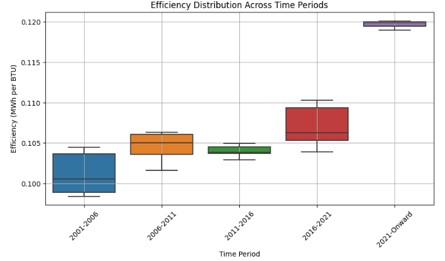 Efficiency Distribution Across Time Periods
Efficiency (MWh per BTU)
0.120
0.115
0.110
0.105
0.100
2001-2006
2006-2011
2011-2016
2016-2021
2021-Onward
Time Period